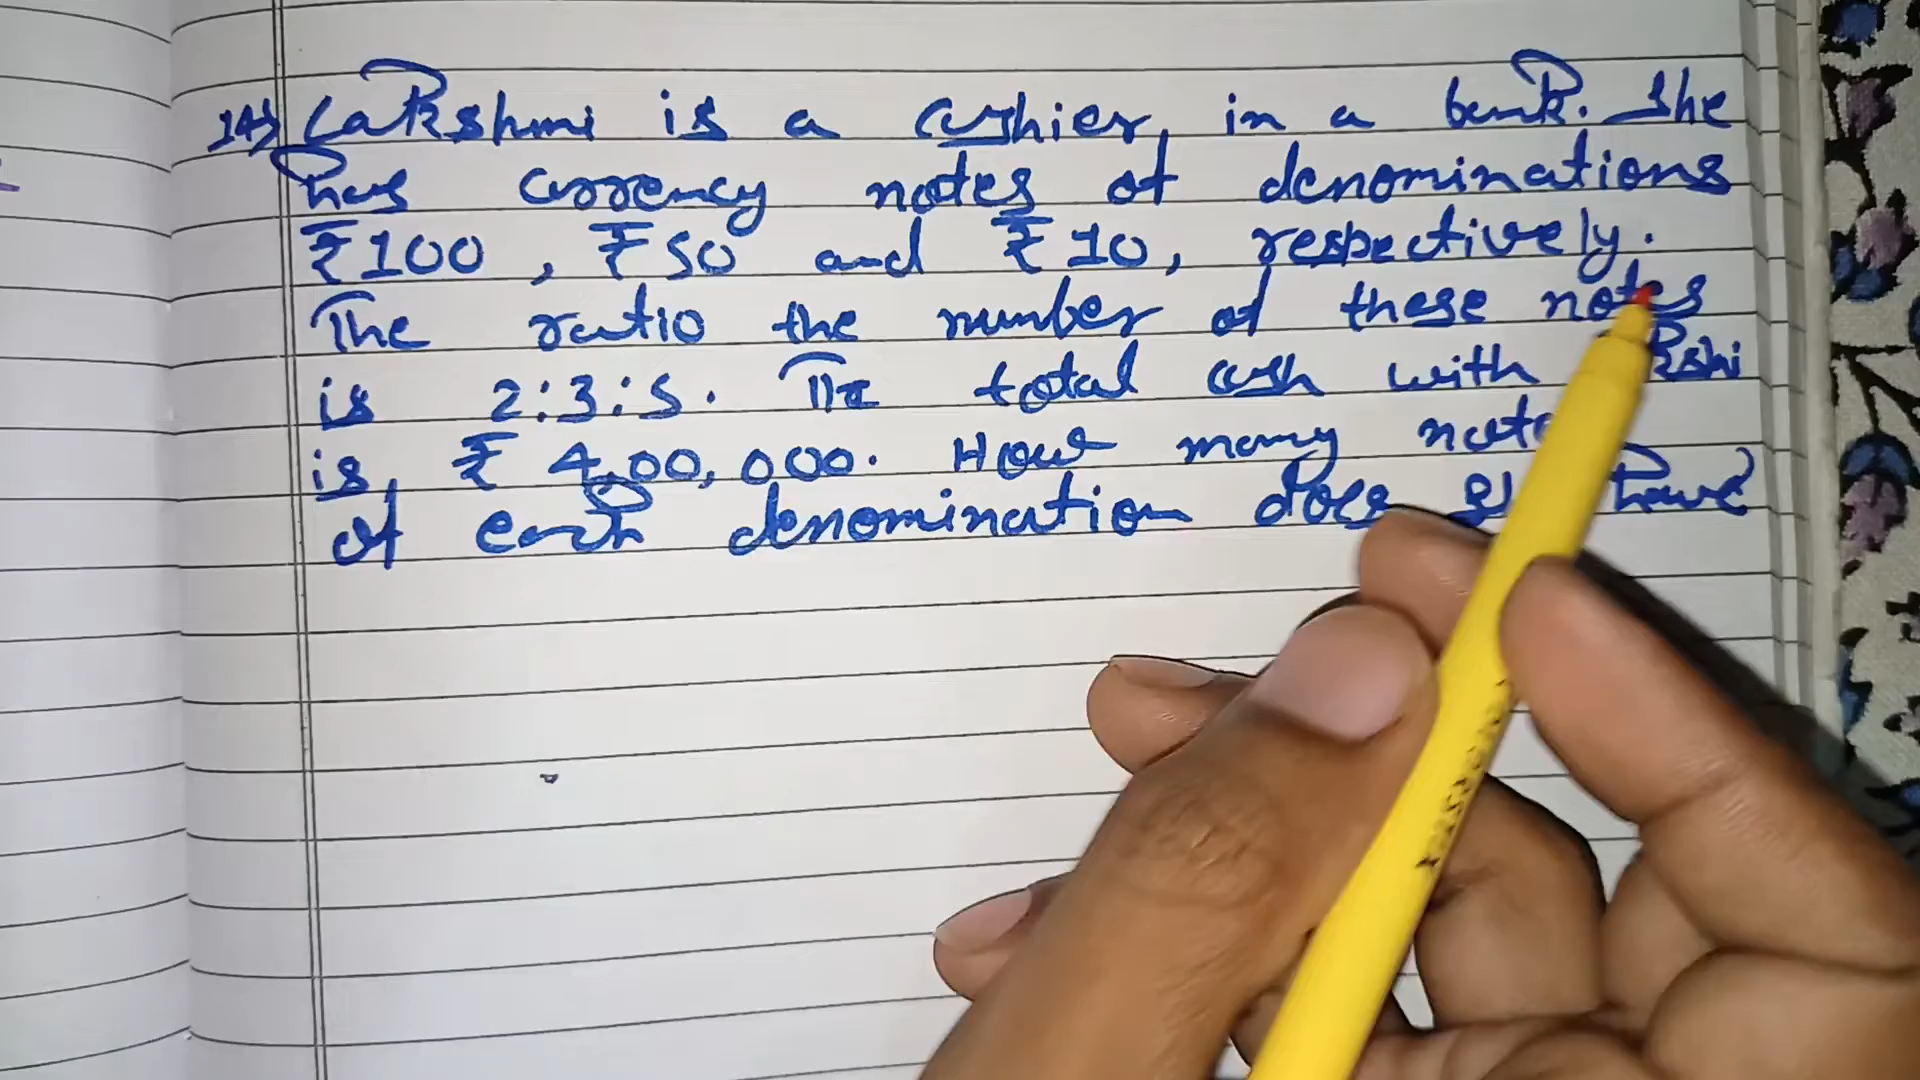 14) Lakshmi is a cashier in a bank. She
has currency notes of denominations
₹100, ₹50 and ₹10, respectively.
The ratio the number of these notes
is 2:3:5. The total cash with
is, ₹ 4,00,000. How many
of each denomination does have